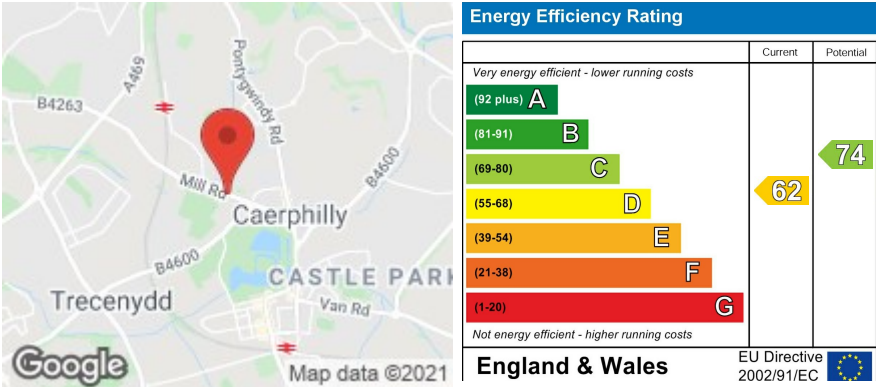 A469
Pontygwindy Rd
B4263
Mill Rd
B4600
Caerphilly
B4600
CASTLE PARK
Trecenydd
Van Rd
Google
Map data ©2021
Energy Efficiency Rating
Current
Potential
Very energy efficient - lower running costs
(92 plus) A
(81-91) B
(69-80) C
(55-68) D
(39-54) E
(21-38) F
(1-20) G
74
62
Not energy efficient - higher running costs
England & Wales
EU Directive
2002/91/EC